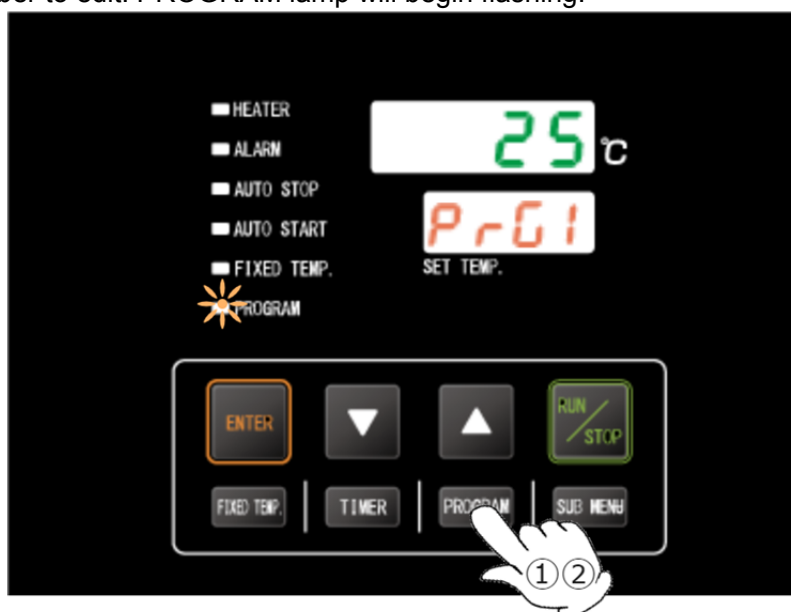 ber to edit. PROGRAM lamp will begin flashing.
HEATER
25 ℃
ALARM
AUTO STOP
PrG1
AUTO START
FIXED TEMP.
SET TEMP.
PROGRAM
ENTER
▼
▲
RUN/STOP
FIXED TEMP.
TIMER
PROGRAM
SUB MENU
①②